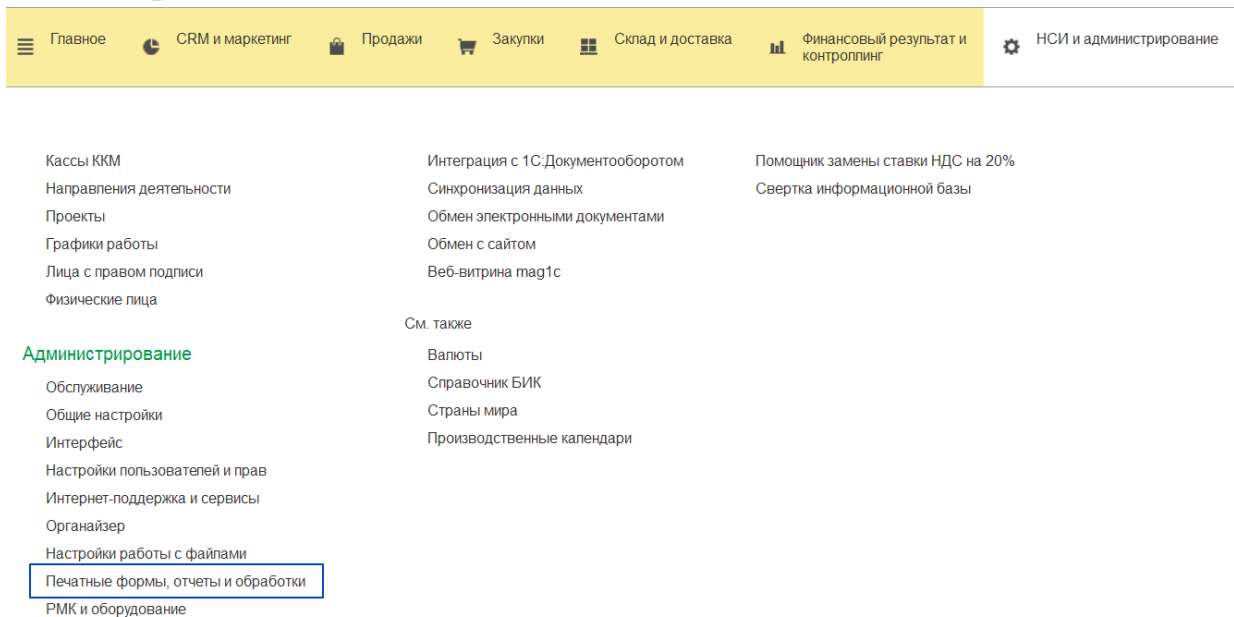 Главное
CRM и маркетинг
Продажи
Закупки
Склад и доставка
Финансовый результат и
контроллинг
НСИ и администрирование
Кассы ККМ
Направления деятельности
Проекты
Графики работы
Лица с правом подписи
Физические лица
Администрирование
Обслуживание
Общие настройки
Интерфейс
Настройки пользователей и прав
Интернет-поддержка и сервисы
Органайзер
Настройки работы с файлами
Печатные формы, отчеты и обработки
РМК и оборудование
Интеграция с 1С:Документооборотом
Синхронизация данных
Обмен электронными документами
Обмен с сайтом
Веб-витрина mag1c
См. также
Валюты
Справочник БИК
Страны мира
Производственные календари
Помощник замены ставки НДС на 20%
Свертка информационной базы